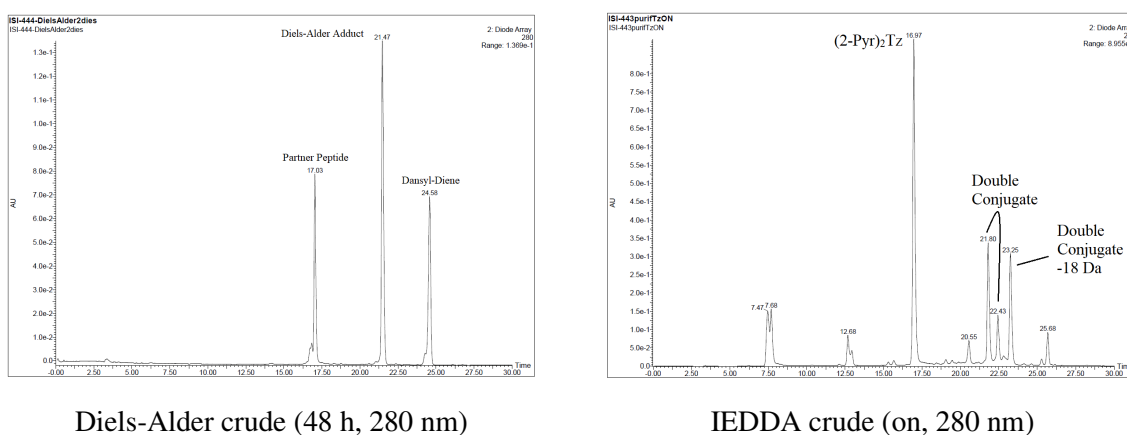 ISI-444-DielsAlder2dies
ISI-444-DielsAlder2dies
2: Diode Array
280
Range: 1.369e-1
Diels-Alder Adduct
21.47
1.3e-1
1.2e-1
1.1e-1
1.0e-1
9.0e-2
8.0e-2
7.0e-2
6.0e-2
5.0e-2
4.0e-2
3.0e-2
2.0e-2
1.0e-2
0.0
AU
Partner Peptide
17.03
Dansyl-Diene
24.58
-0.00 2.50 5.00 7.50 10.00 12.50 15.00 17.50 20.00 22.50 25.00 27.50 30.00
Time
Diels-Alder crude (48 h, 280 nm)
ISI-443purifTzON
ISI-443purifTzON
2: Diode Arr
2
Range: 8.955e
(2-Pyr)₂Tz
16.97
8.0e-1
7.5e-1
7.0e-1
6.5e-1
6.0e-1
5.5e-1
5.0e-1
4.5e-1
4.0e-1
3.5e-1
3.0e-1
2.5e-1
2.0e-1
1.5e-1
1.0e-1
5.0e-2
0.0
AU
Double
Conjugate
Double
Conjugate
-18 Da
21.80
23.25
22.43
7.47
7.68
12.68
20.55
25.68
-0.00 2.50 5.00 7.50 10.00 12.50 15.00 17.50 20.00 22.50 25.00 27.50 30.00
Time
IEDDA crude (on, 280 nm)